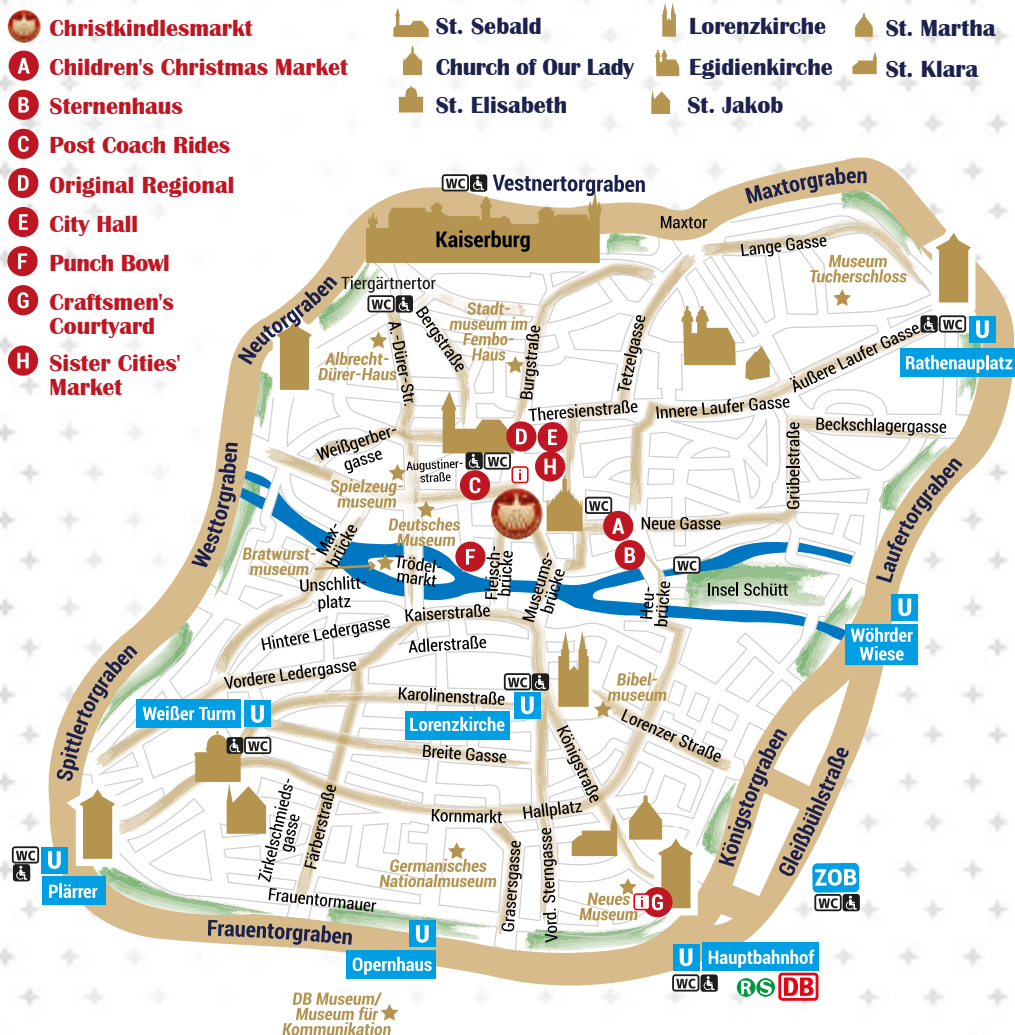 Christkindlesmarkt
A Children's Christmas Market
B Sternenhaus
C Post Coach Rides
D Original Regional
E City Hall
F Punch Bowl
G Craftsmen's
Courtyard
H Sister Cities'
Market
St. Sebald
Church of Our Lady
St. Elisabeth
Lorenzkirche
Egidienkirche
St. Jakob
St. Martha
St. Klara
WC Vestnertorgraben
Maxtorgraben
Kaiserburg
Maxtor
Lange Gasse
Museum
Tucherschloss
Tiergärtnertor
WC
Neutorgraben
A.-Dürer-Str.
Bergstraße
Stadt-
museum im
Fembo-
Haus
Burgstraße
Tetzelgasse
Albrecht-
Dürer-Haus
Äußere Laufer Gasse
WC U
Rathenauplatz
Theresienstraße
Innere Laufer Gasse
Beckschlagergasse
Grübelstraße
Weißgerber-
gasse
D E
H
Augustiner-
straße
WC
i
C
Spielzeug-
museum
Deutsches
Museum
Westtorgraben
WC
A
Neue Gasse
B
Laufertorgraben
Max-
brücke
Bratwurst-
museum
Trödel-
markt
F
Fleisch-
brücke
Museums-
brücke
Heu-
brücke
WC
Insel Schütt
Unschlitt-
platz
Kaiserstraße
Hintere Ledergasse
Adlerstraße
U
Wöhrder
Wiese
Vordere Ledergasse
Spittlertorgraben
Weißer Turm U
WC
Karolinenstraße
WC
U
Lorenzkirche
Bibel-
museum
Lorenzer Straße
Breite Gasse
Königstraße
Königstorgraben
Gleißbühlstraße
Zirkelschmieds-
gasse
Färberstraße
Kornmarkt
Hallplatz
Germanisches
Nationalmuseum
Grasersgasse
Vord. Sterngasse
Neues
Museum
i G
WC
U
Plärrer
Frauentormauer
Frauentorgraben
U
Opernhaus
ZOB
WC
U Hauptbahnhof
WC
R S DB
DB Museum/
Museum für
Kommunikation